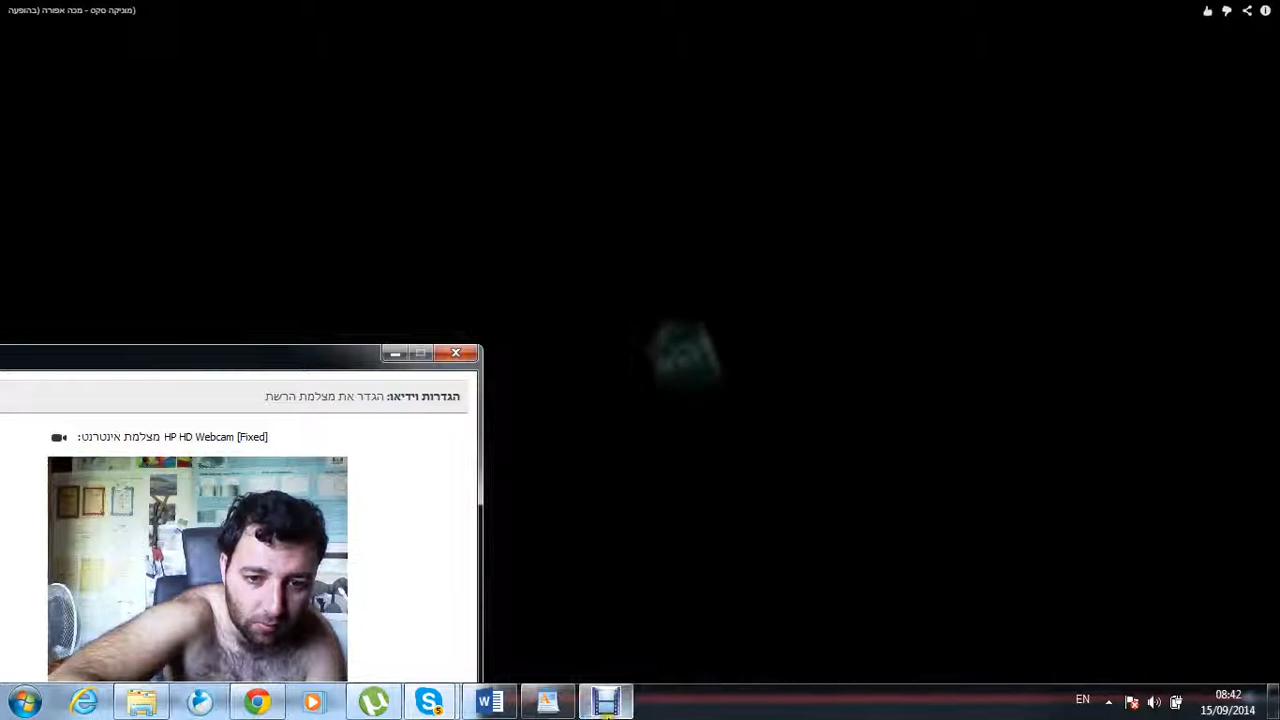 מוניקה סקס - מכה אפורה (בהופעה)
הגדרות וידיאו: הגדר את מצלמת הרשת
מצלמת אינטרנט: HP HD Webcam [Fixed]
EN
08:42
15/09/2014